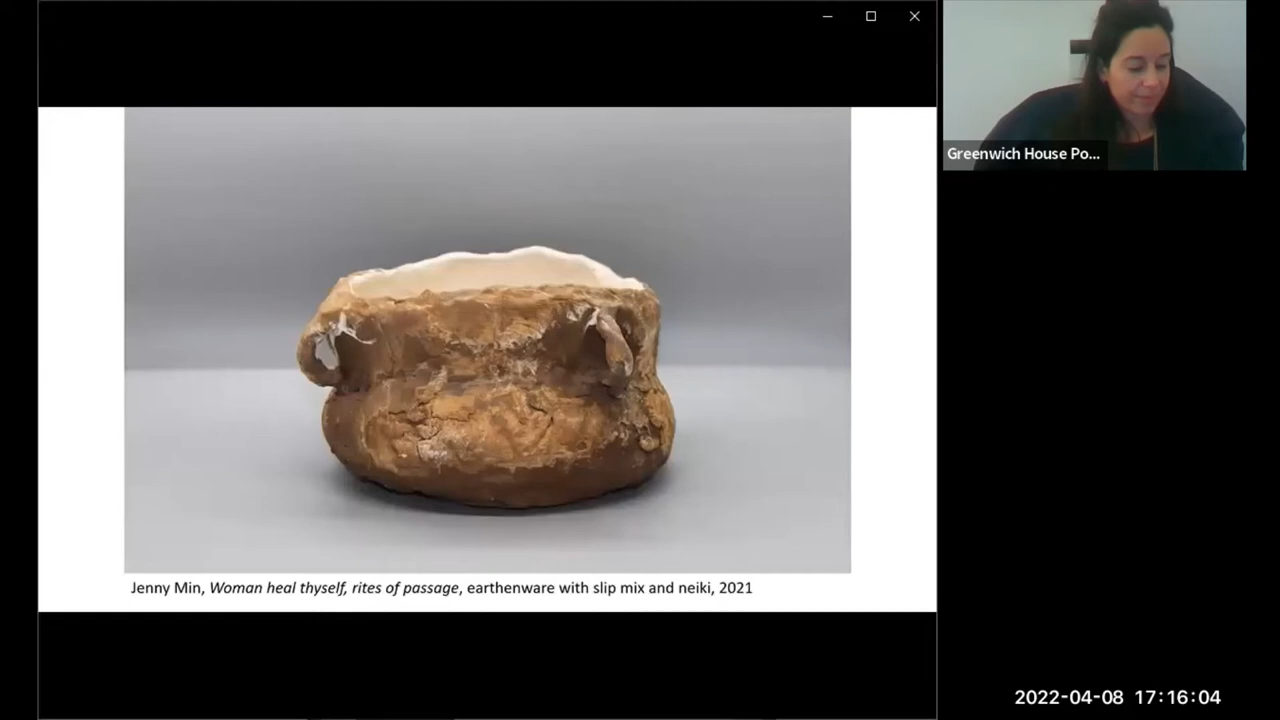 Greenwich House Po...
Jenny Min, Woman heal thyself, rites of passage, earthenware with slip mix and neiki, 2021
2022-04-08 17:16:04